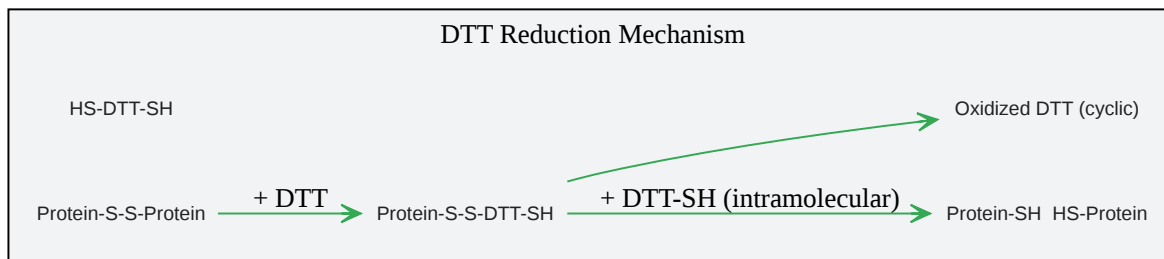 DTT Reduction Mechanism
HS-DTT-SH
Oxidized DTT (cyclic)
Protein-S-S-Protein
+ DTT
Protein-S-S-DTT-SH
+ DTT-SH (intramolecular)
Protein-SH HS-Protein